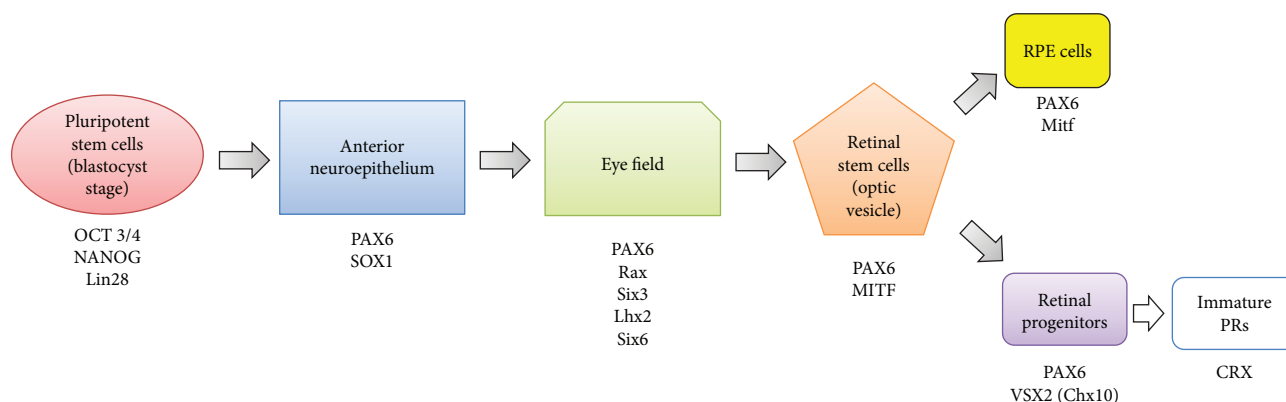 Pluripotent
stem cells
(blastocyst
stage)
OCT 3/4
NANOG
Lin28
Anterior
neuroepithelium
PAX6
SOX1
Eye field
PAX6
Rax
Six3
Lhx2
Six6
Retinal
stem cells
(optic
vesicle)
PAX6
MITF
RPE cells
PAX6
Mitf
Retinal
progenitors
PAX6
VSX2 (Chx10)
Immature
PRs
CRX